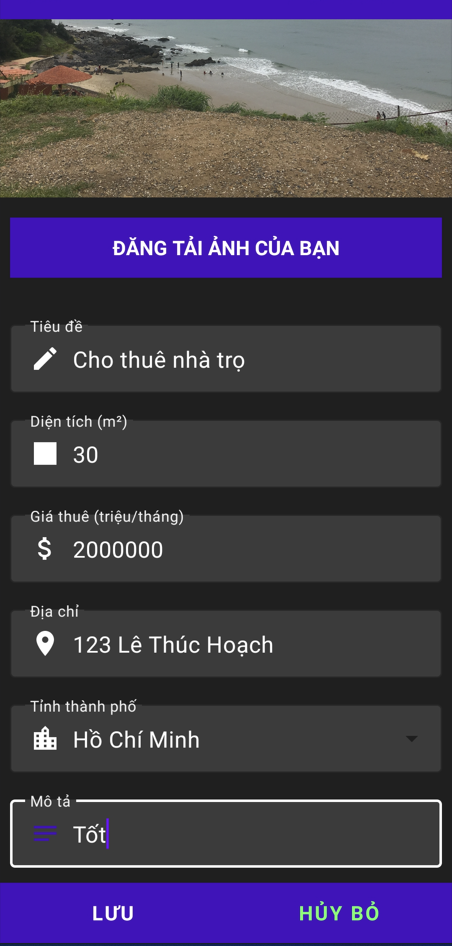 ĐĂNG TẢI ẢNH CỦA BẠN
Tiêu đề
Cho thuê nhà trọ
Diện tích (m²)
30
Giá thuê (triệu/tháng)
2000000
Địa chỉ
123 Lê Thúc Hoạch
Tỉnh thành phố
Hồ Chí Minh
Mô tả
Tốt
LƯU
HỦY BỎ